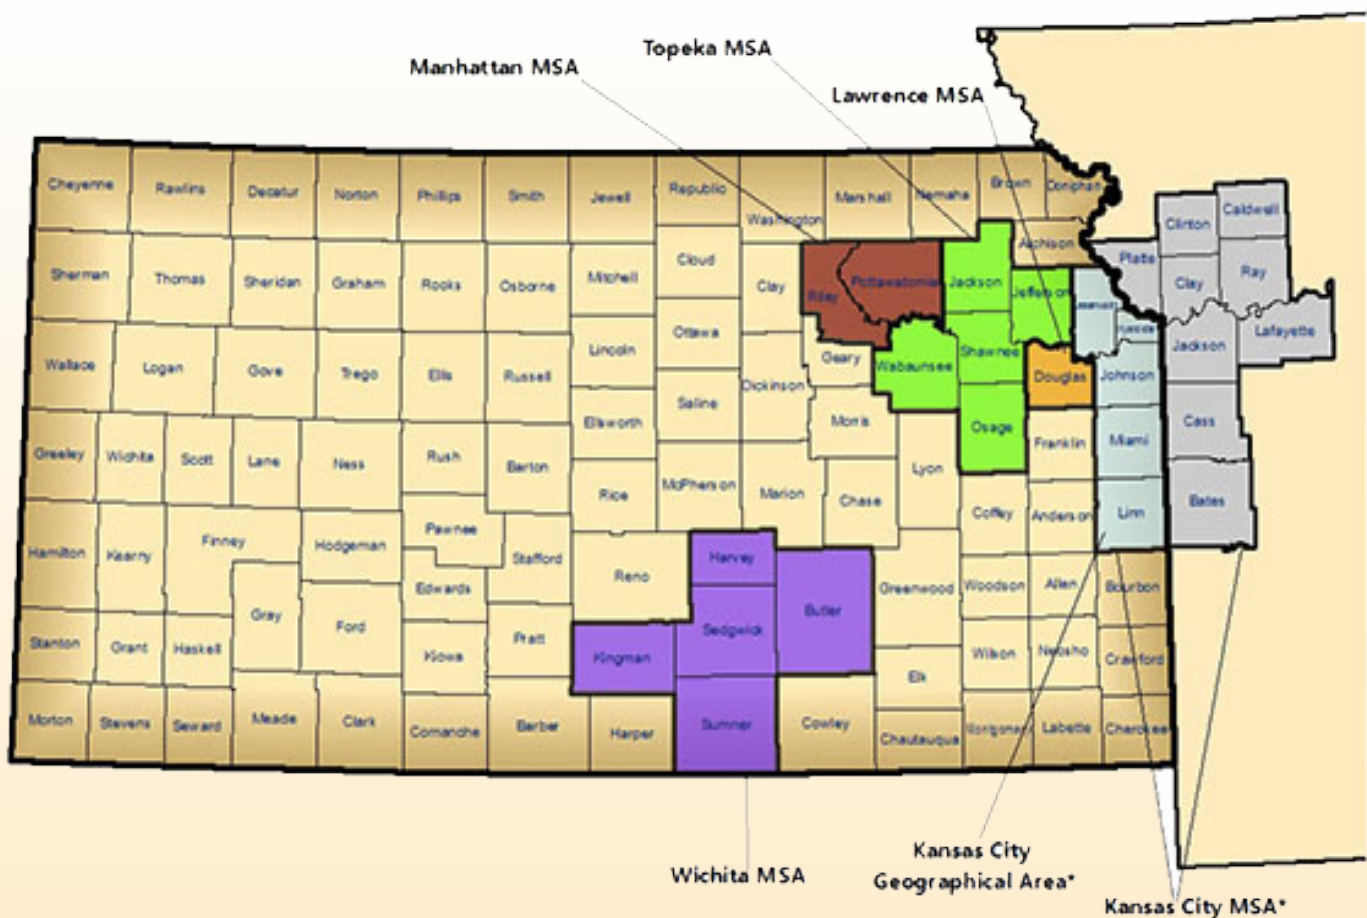 Topeka MSA
Manhattan MSA
Lawrence MSA
Cheyenne
Rawlins
Decatur
Norton
Phillips
Smith
Jewell
Republic
Washington
Marshall
Nemaha
Brown
Doniphan
Clinton
Caldwell
Sherman
Thomas
Sheridan
Graham
Rooks
Osborne
Mitchell
Cloud
Clay
Riley
Pottawatomie
Jackson
Atchison
Jefferson
Platte
Clay
Ray
Wallace
Logan
Gove
Trego
Ellis
Russell
Lincoln
Ottawa
Saline
Dickinson
Geary
Wabaunsee
Shawnee
Douglas
Johnson
Jackson
Lafayette
Greeley
Wichita
Scott
Lane
Ness
Rush
Barton
Ellsworth
Rice
McPherson
Marion
Morris
Chase
Lyon
Osage
Franklin
Miami
Cass
Hamilton
Kearny
Finney
Hodgeman
Pawnee
Stafford
Edwards
Reno
Harvey
Sedgwick
Butler
Greenwood
Coffey
Anderson
Linn
Bates
Woodson
Allen
Bourbon
Stanton
Grant
Haskell
Gray
Ford
Kiowa
Pratt
Kingman
Elk
Wilson
Neosho
Crawford
Morton
Stevens
Seward
Meade
Clark
Comanche
Barber
Harper
Sumner
Cowley
Chautauqua
Labette
Cherokee
Wichita MSA
Kansas City
Geographical Area*
Kansas City MSA*